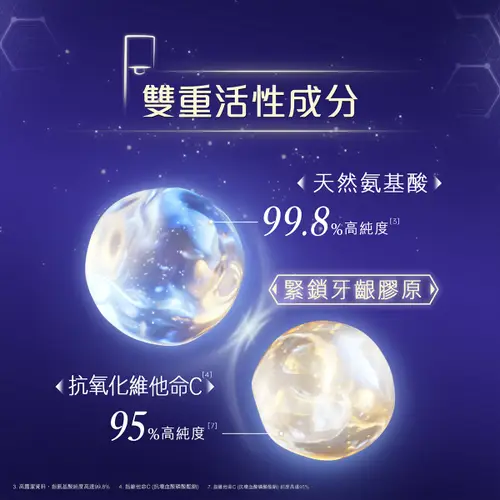 雙重活性成分
天然氨基酸
99.8%高純度[3]
緊鎖牙齦膠原
抗氧化維他命C[4]
95%高純度[7]